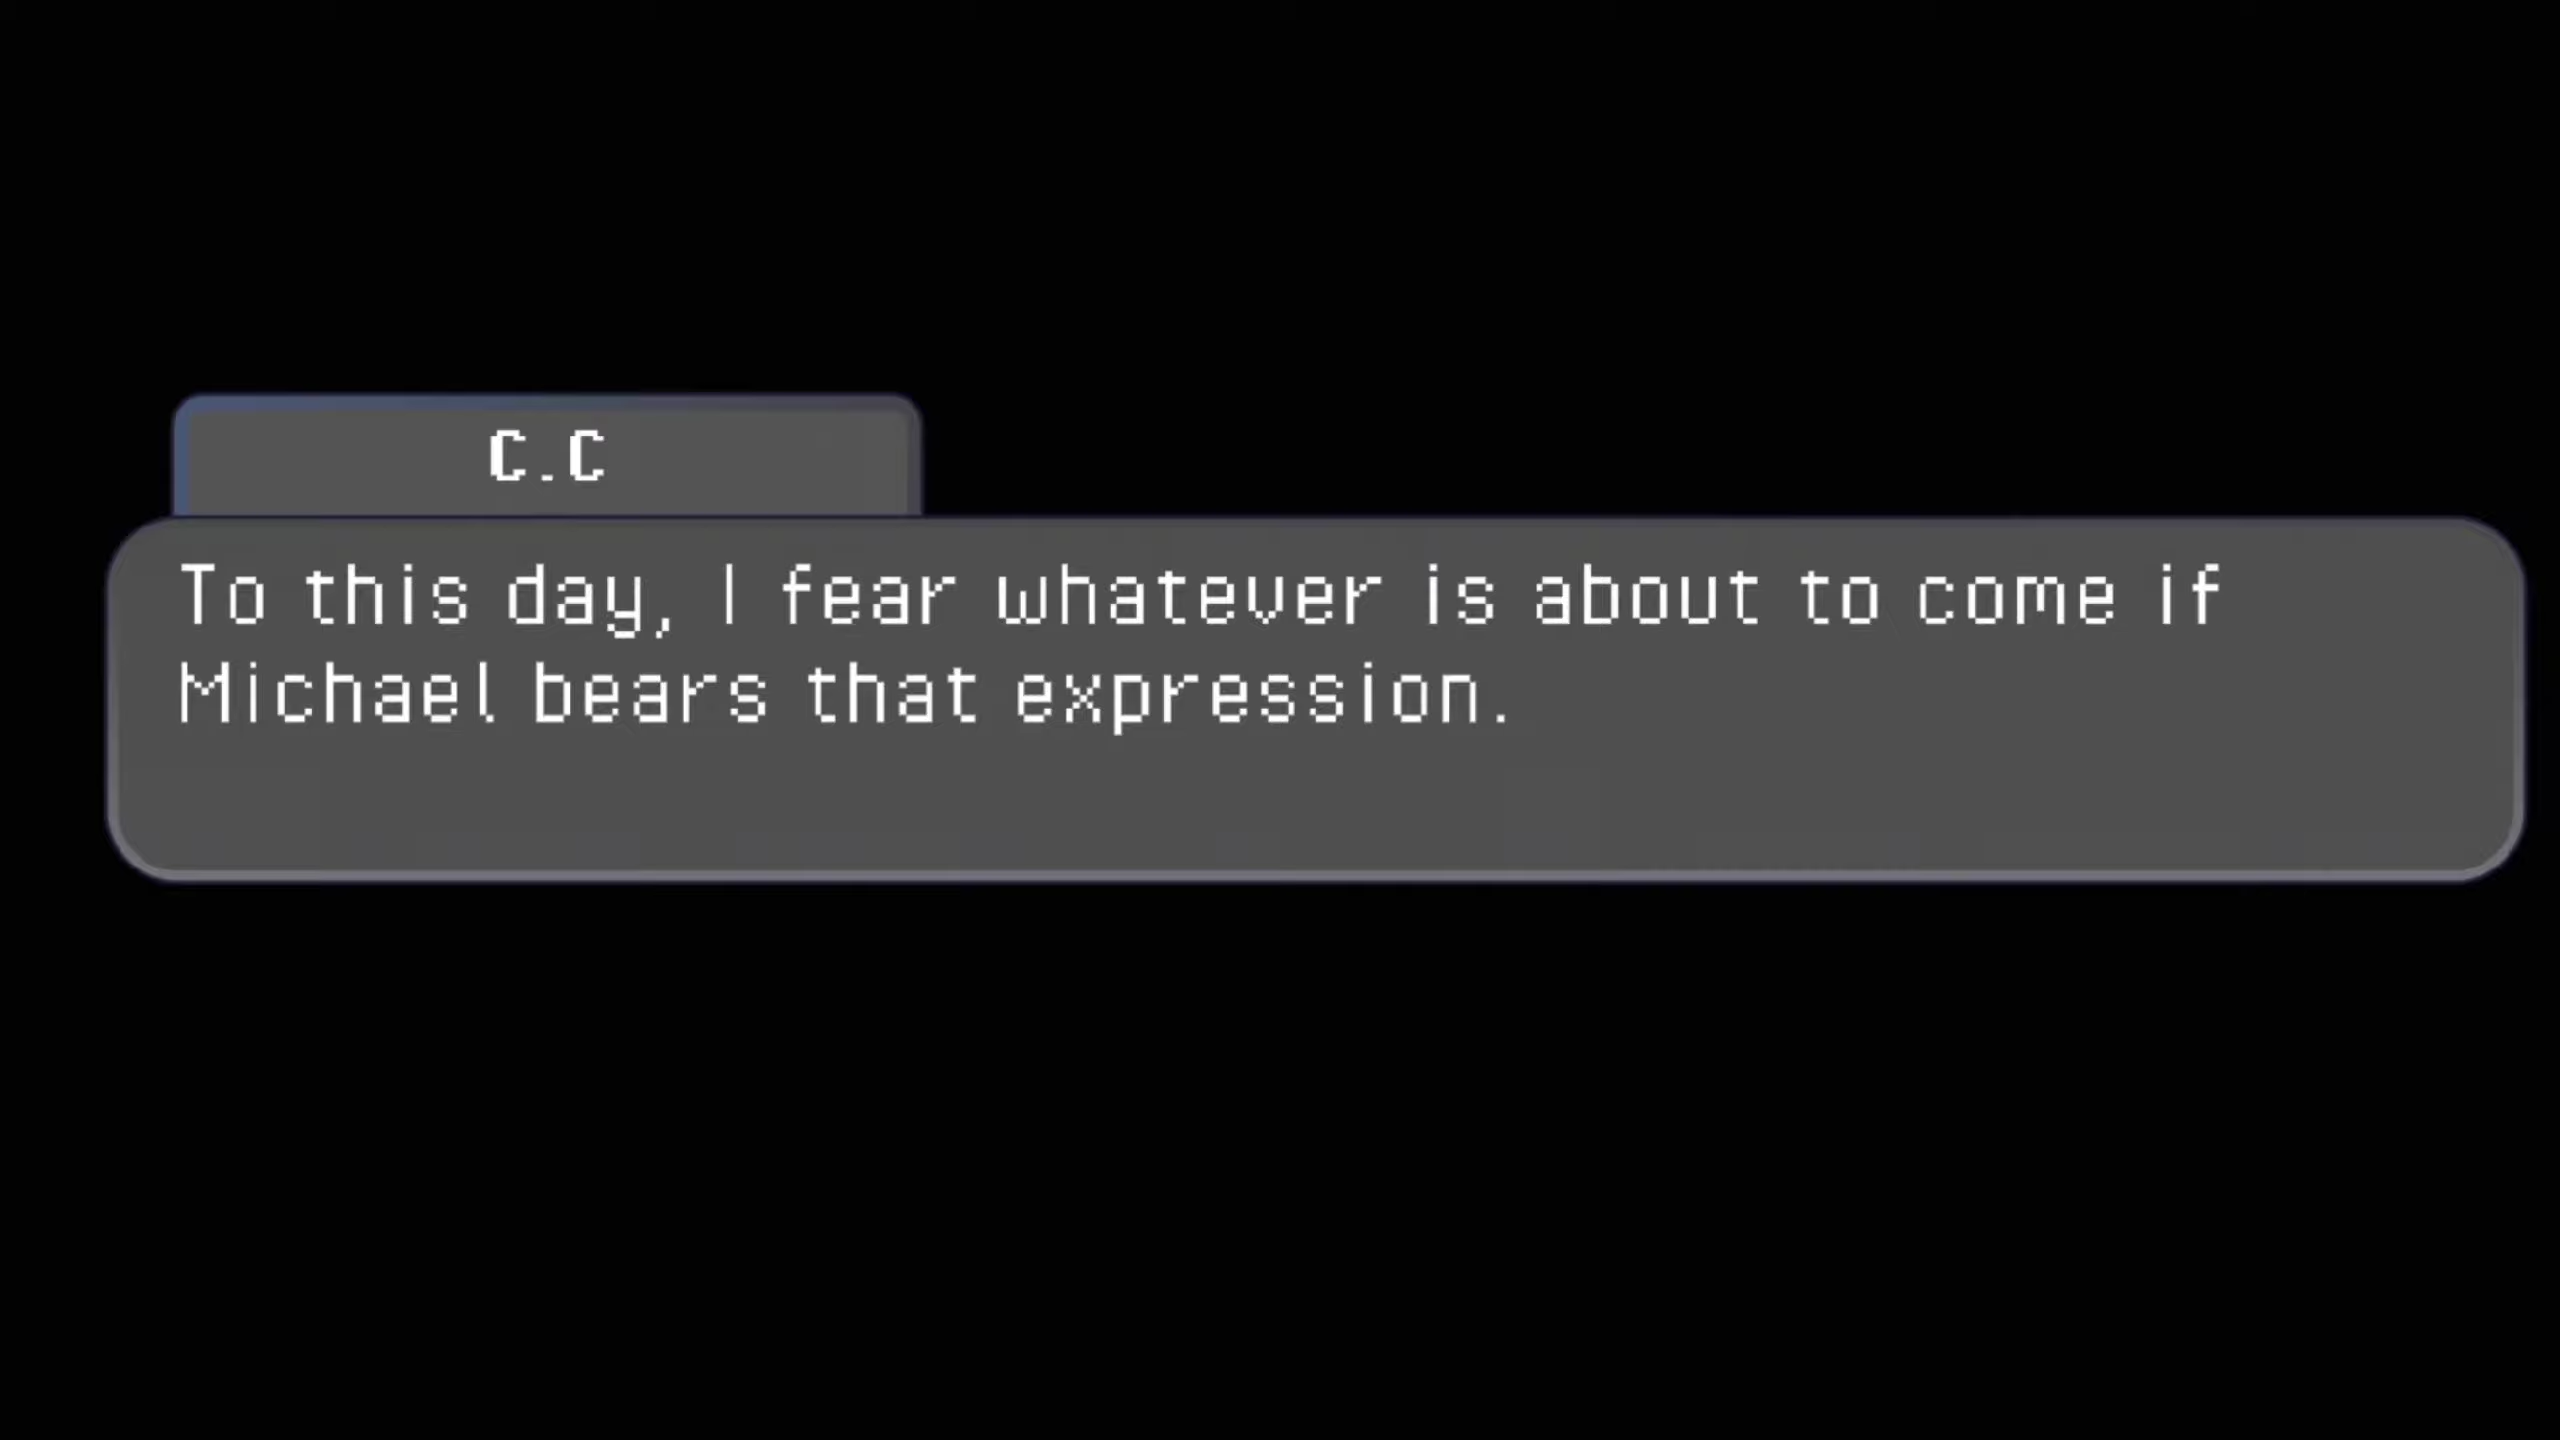 C.C
To this day, I fear whatever is about to come if
Michael bears that expression.